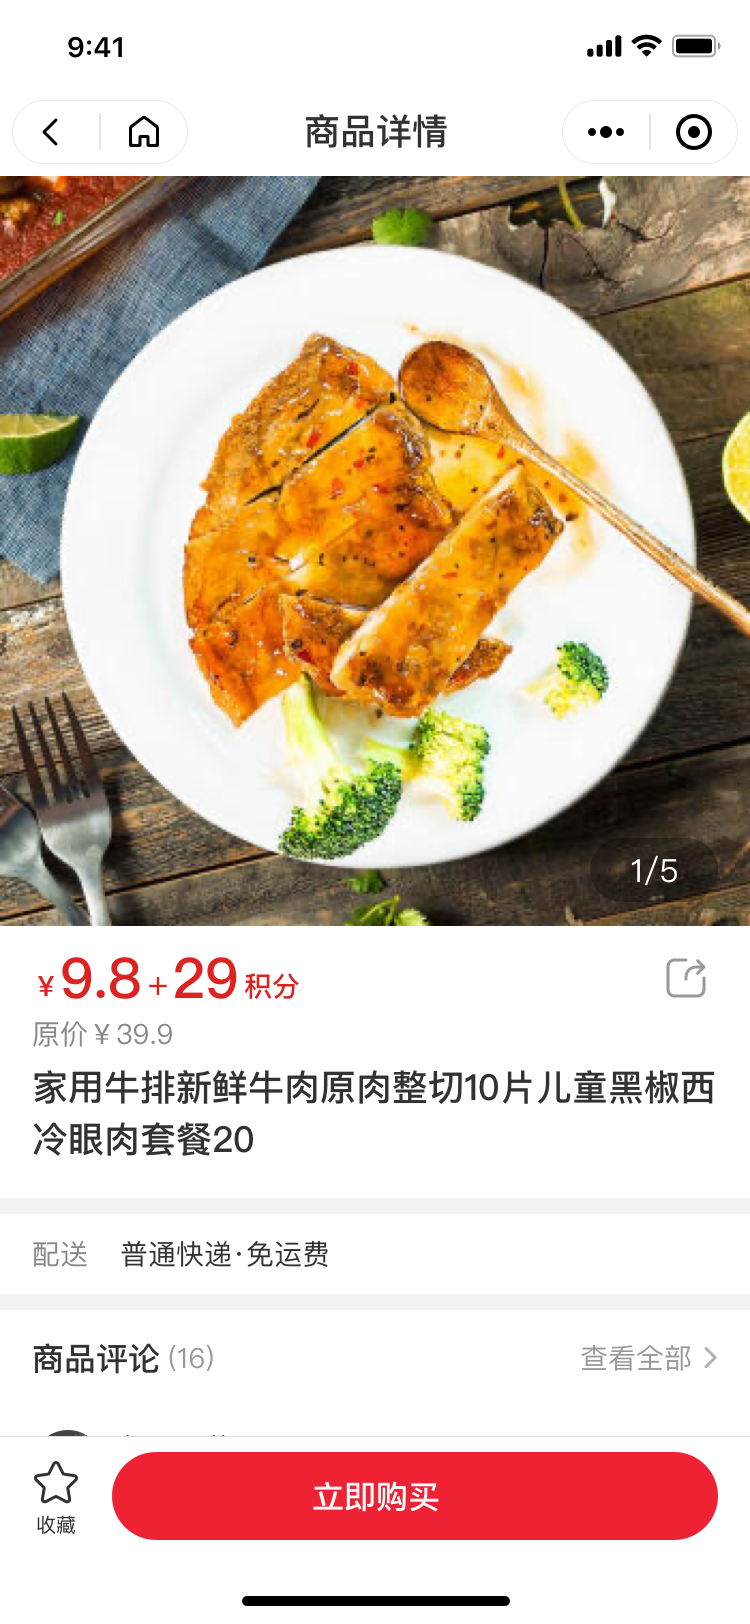 9:41
商品详情
1/5
¥9.8+29积分
原价¥39.9
家用牛排新鲜牛肉原肉整切10片儿童黑椒西
冷眼肉套餐20
配送 普通快递·免运费
商品评论(16) 查看全部
收藏 立即购买